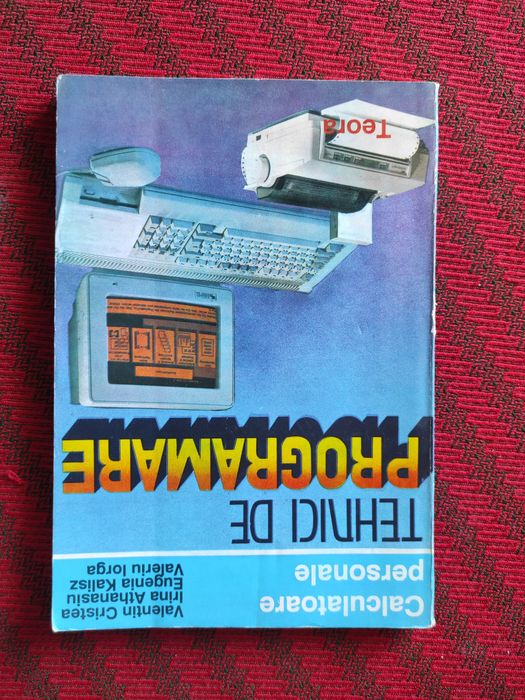 Valentin Cristea
Irina Athanasiu
Eugenia Kalisz
Valeriu Iorga
Calculatoare
personale
TEHNICI DE
PROGRAMARE
Teora